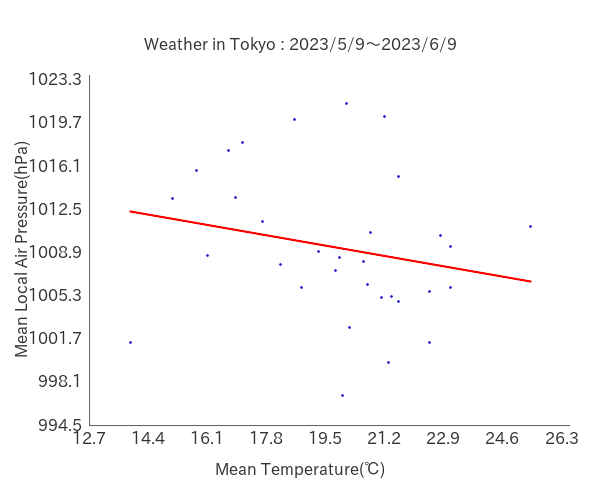 Weather in Tokyo : 2023/5/9～2023/6/9
Mean Local Air Pressure(hPa)
1023.3
1019.7
1016.1
1012.5
1008.9
1005.3
1001.7
998.1
994.5
12.7 14.4 16.1 17.8 19.5 21.2 22.9 24.6 26.3
Mean Temperature(℃)